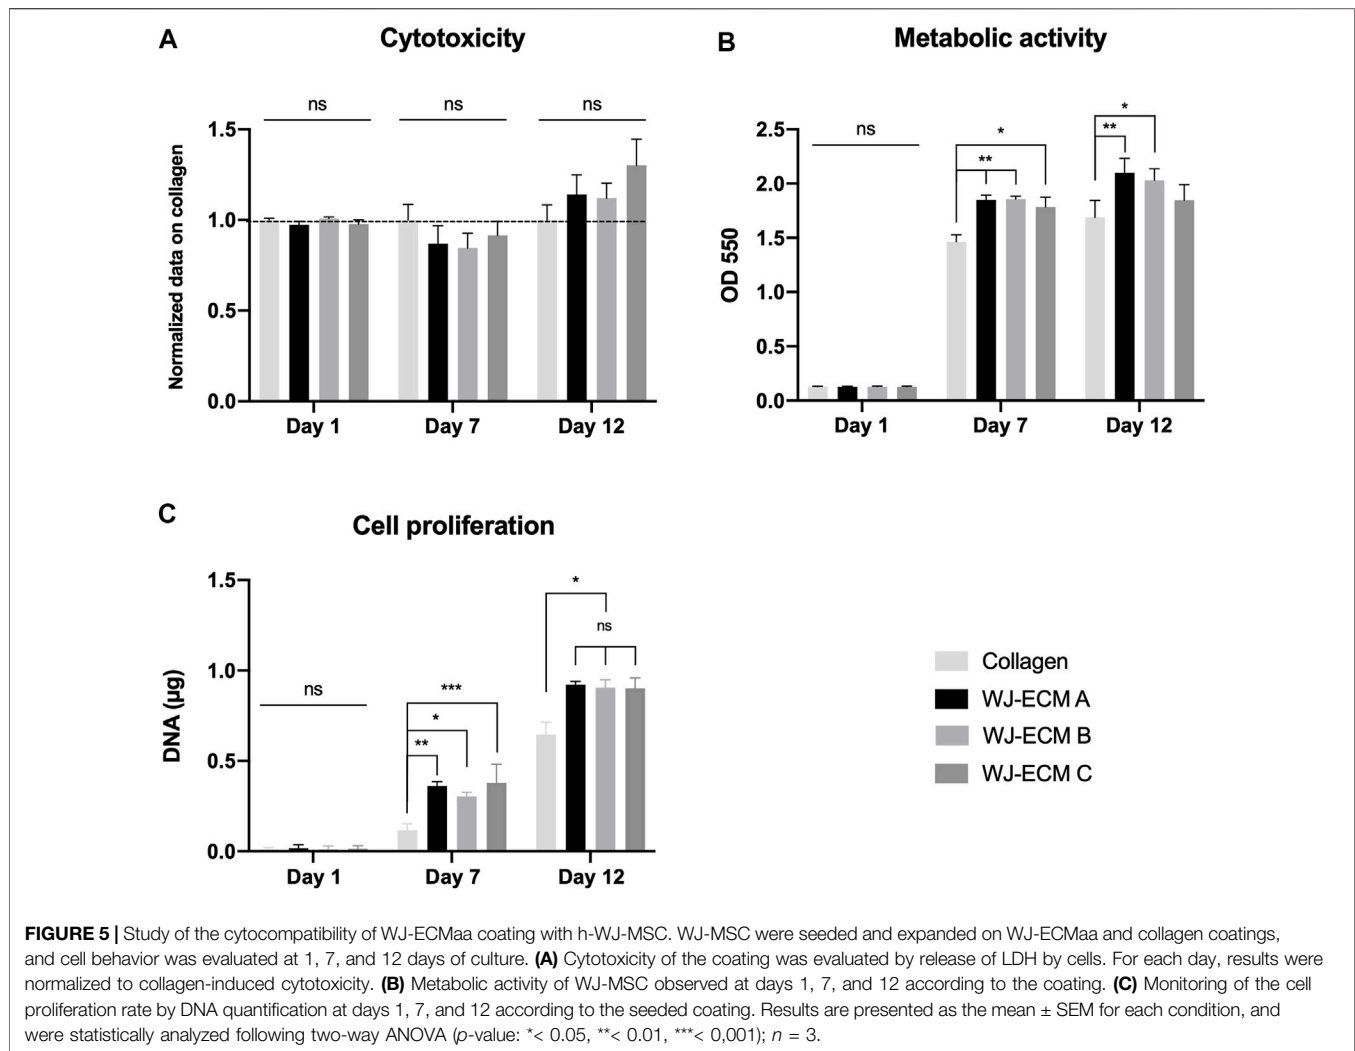 A
Cytotoxicity
ns
ns
ns
Normalized data on collagen
1.5
1.0
0.5
0.0
Day 1
Day 7
Day 12
B
Metabolic activity
ns
*
**
*
**
OD 550
2.5
2.0
1.5
1.0
0.5
0.0
Day 1
Day 7
Day 12
C
Cell proliferation
ns
***
*
**
*
ns
DNA (µg)
1.5
1.0
0.5
0.0
Day 1
Day 7
Day 12
Collagen
WJ-ECM A
WJ-ECM B
WJ-ECM C
FIGURE 5 | Study of the cytocompatibility of WJ-ECMaa coating with h-WJ-MSC. WJ-MSC were seeded and expanded on WJ-ECMaa and collagen coatings,
and cell behavior was evaluated at 1, 7, and 12 days of culture. (A) Cytotoxicity of the coating was evaluated by release of LDH by cells. For each day, results were
normalized to collagen-induced cytotoxicity. (B) Metabolic activity of WJ-MSC observed at days 1, 7, and 12 according to the coating. (C) Monitoring of the cell
proliferation rate by DNA quantification at days 1, 7, and 12 according to the seeded coating. Results are presented as the mean ± SEM for each condition, and
were statistically analyzed following two-way ANOVA (p-value: *< 0.05, **< 0.01, ***< 0,001); n = 3.